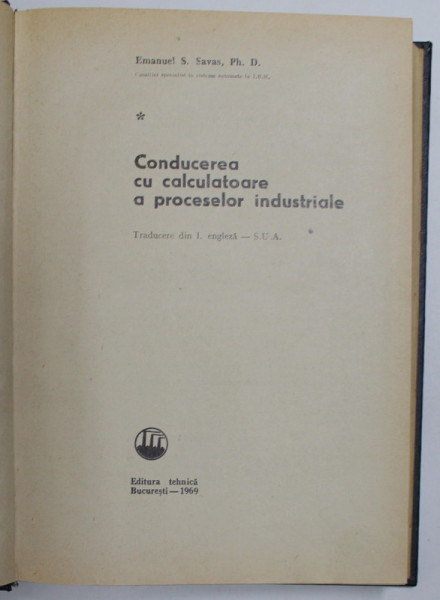 Emanuel S. Savas, Ph. D.
*
Conducerea
cu calculatoare
a proceselor industriale
Traducere din l. engleză — S.U.A.
Editura tehnică
București — 1969